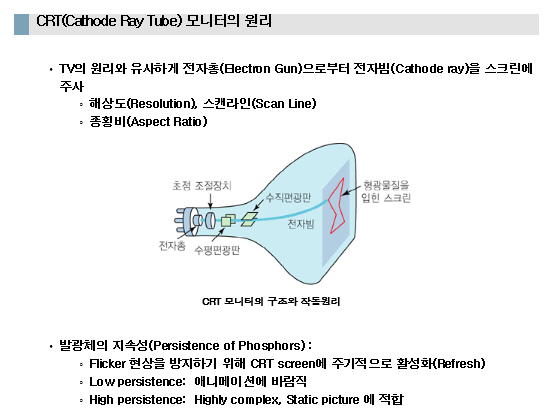 CRT(Cathode Ray Tube) 모니터의 원리
• TV의 원리와 유사하게 전자총(Electron Gun)으로부터 전자빔(Cathode ray)을 스크린에
주사
◦ 해상도(Resolution), 스캔라인(Scan Line)
◦ 종횡비(Aspect Ratio)
초점 조절장치
수직편광판
형광물질을
입힌 스크린
전자총
수평편광판
전자빔
CRT 모니터의 구조와 작동원리
• 발광체의 지속성(Persistence of Phosphors) :
◦ Flicker 현상을 방지하기 위해 CRT screen에 주기적으로 활성화(Refresh)
◦ Low persistence: 애니메이션에 바람직
◦ High persistence: Highly complex, Static picture 에 적합